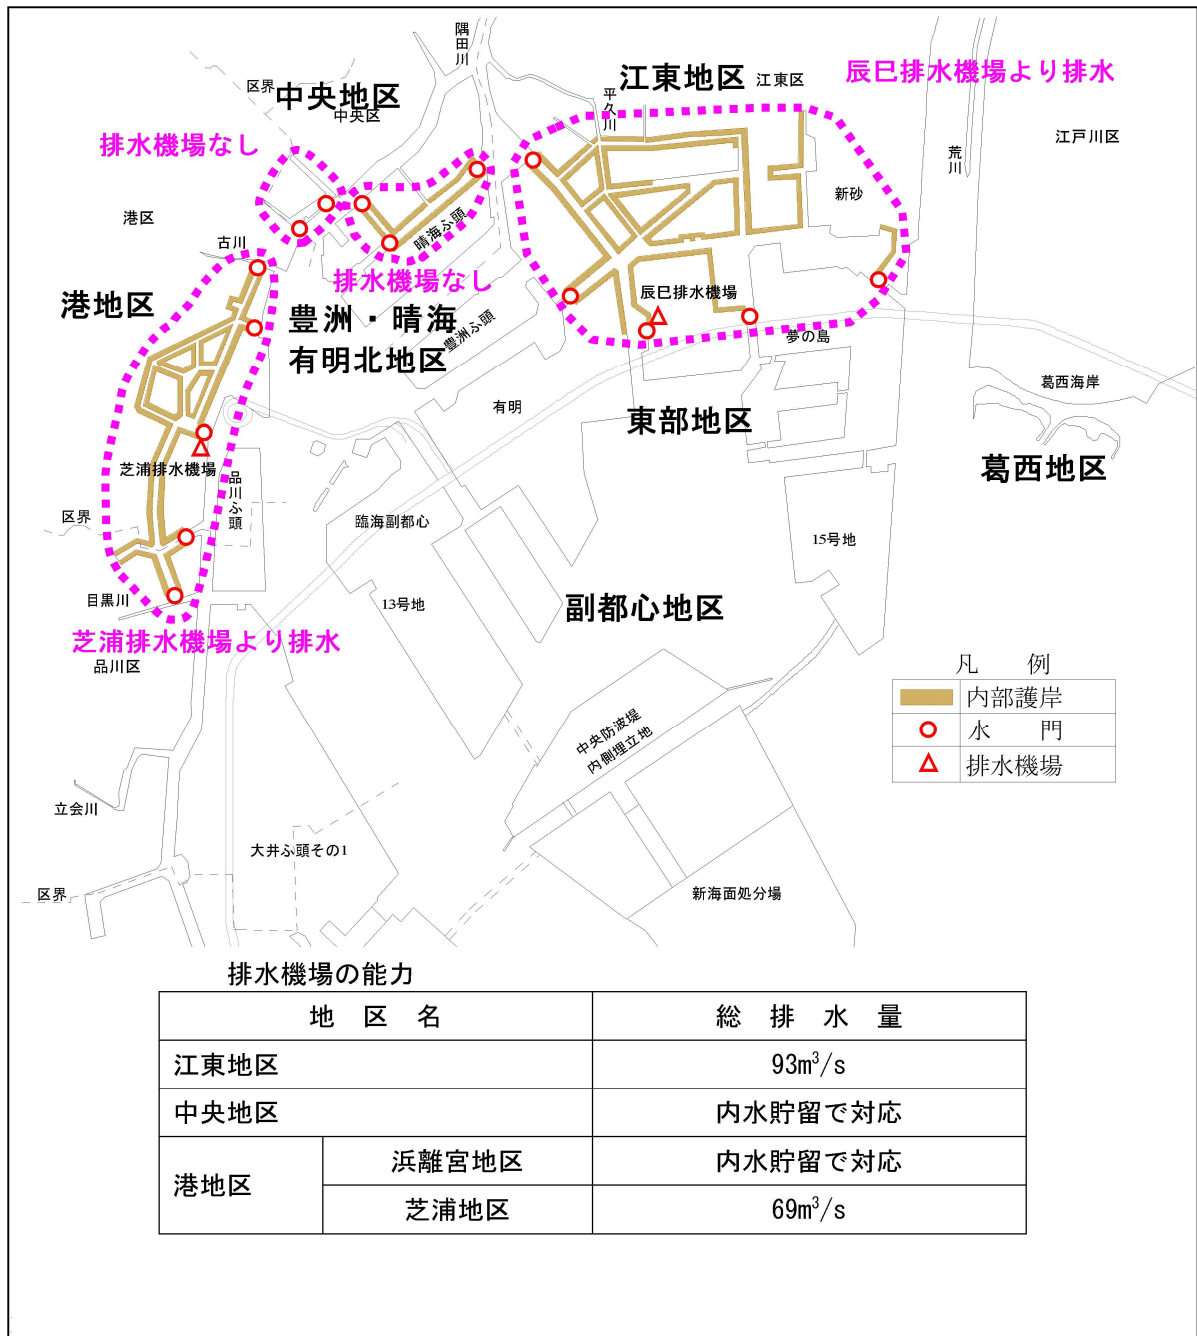 隅田川
江東地区
江東区
辰巳排水機場より排水
区界
中央地区
中央区
平久川
江戸川区
排水機場なし
荒川
新砂
港区
古川
晴海ふ頭
排水機場なし
港地区
豊洲・晴海
有明北地区
豊洲ふ頭
辰巳排水機場
夢の島
葛西海岸
有明
東部地区
葛西地区
芝浦排水機場
品川ふ頭
区界
臨海副都心
15号地
目黒川
13号地
副都心地区
芝浦排水機場より排水
品川区
凡　例
内部護岸
水　門
排水機場
中央防波堤
内側埋立地
立会川
大井ふ頭その1
区界
新海面処分場
排水機場の能力
地　区　名　総　排　水　量
江東地区　93m³/s
中央地区　内水貯留で対応
港地区　浜離宮地区　内水貯留で対応
芝浦地区　69m³/s